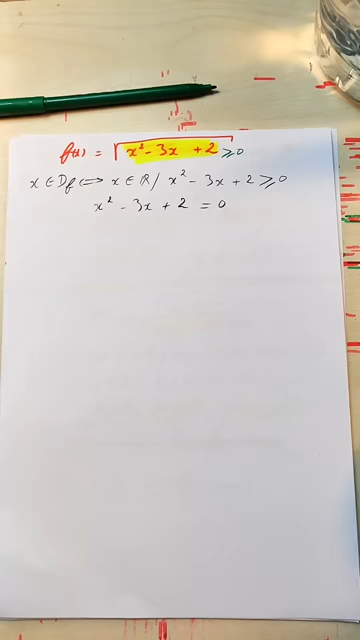 f(x) = √x² - 3x + 2 ⩾ 0
x ∈ Df ⟺ x ∈ ℝ / x² - 3x + 2 ⩾ 0
x² - 3x + 2 = 0